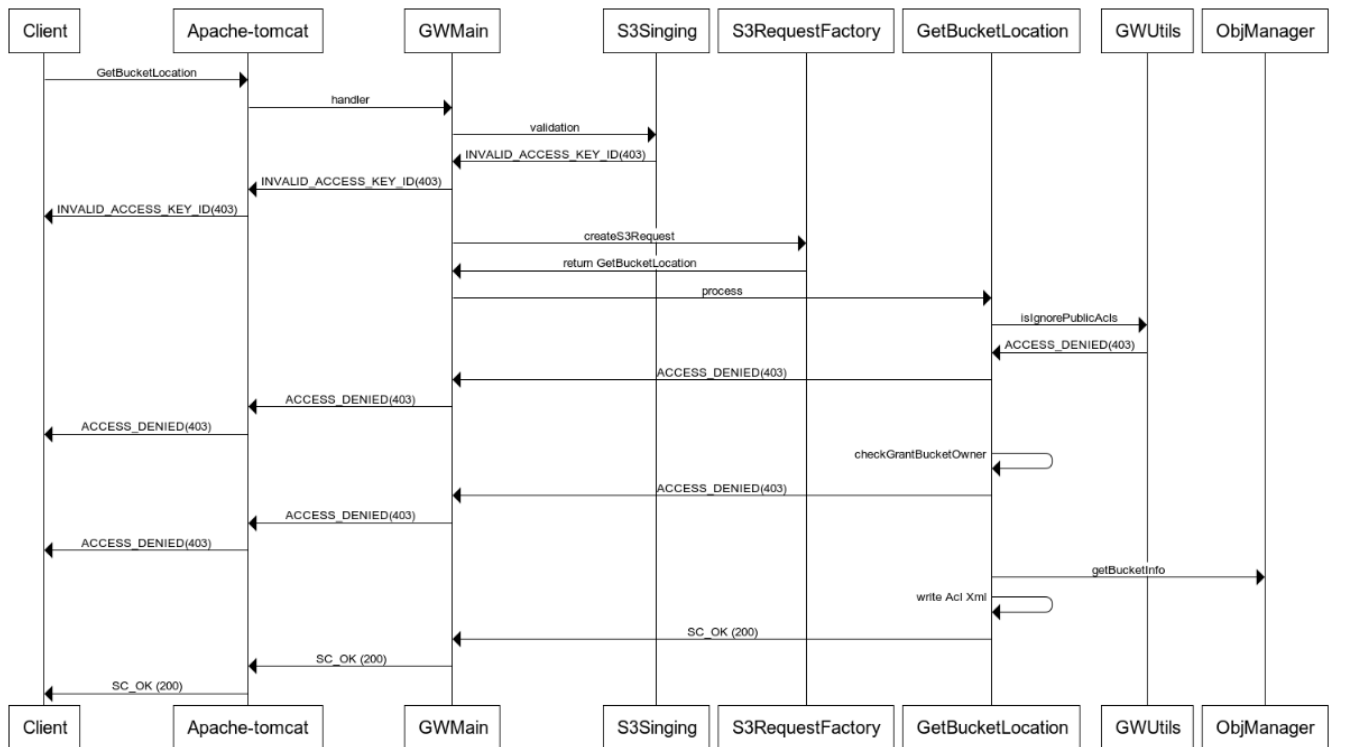 Client Apache-tomcat GWMain S3Singing S3RequestFactory GetBucketLocation GWUtils ObjManager
GetBucketLocation
handler
validation
INVALID_ACCESS_KEY_ID(403)
INVALID_ACCESS_KEY_ID(403)
INVALID_ACCESS_KEY_ID(403)
createS3Request
return GetBucketLocation
process
isIgnorePublicAcls
ACCESS_DENIED(403)
ACCESS_DENIED(403)
ACCESS_DENIED(403)
ACCESS_DENIED(403)
checkGrantBucketOwner
ACCESS_DENIED(403)
ACCESS_DENIED(403)
ACCESS_DENIED(403)
getBucketInfo
write Acl Xml
SC_OK (200)
SC_OK (200)
SC_OK (200)
Client Apache-tomcat GWMain S3Singing S3RequestFactory GetBucketLocation GWUtils ObjManager